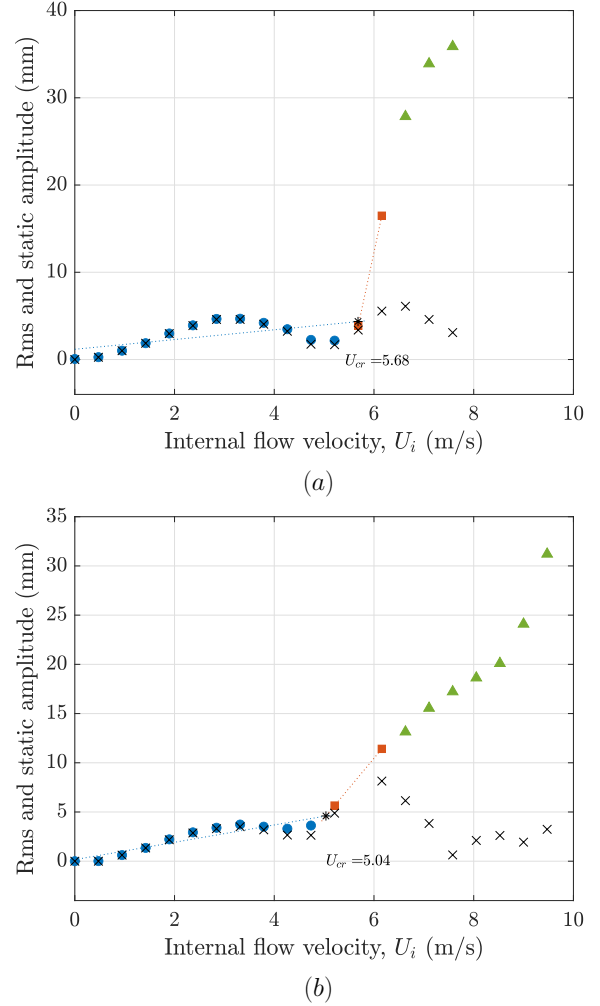 40
30
20
10
0
Rms and static amplitude (mm)
U_cr=5.68
0 2 4 6 8 10
Internal flow velocity, U_i (m/s)
(a)
35
30
25
20
15
10
5
0
Rms and static amplitude (mm)
U_cr=5.04
0 2 4 6 8 10
Internal flow velocity, U_i (m/s)
(b)